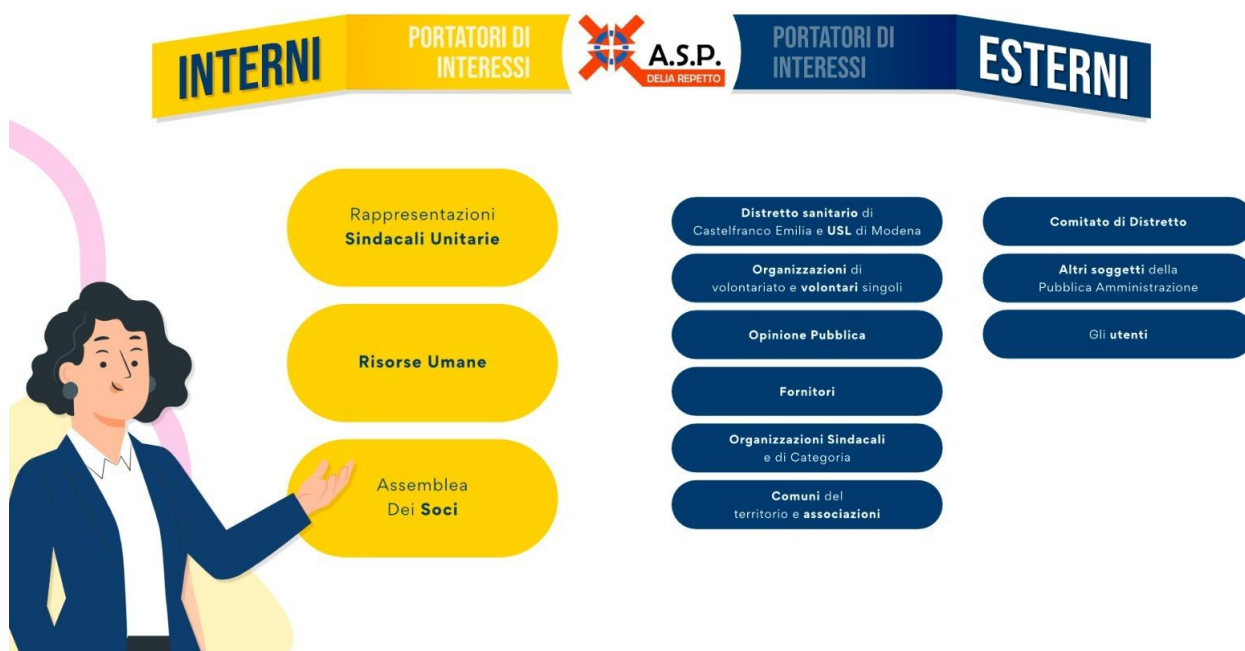 INTERNI
PORTATORI DI
INTERESSI
A.S.P.
DELIA REPETTO
PORTATORI DI
INTERESSI
ESTERNI
Rappresentazioni
Sindacali Unitarie
Risorse Umane
Assemblea
Dei Soci
Distretto sanitario di
Castelfranco Emilia e USL di Modena
Organizzazioni di
volontariato e volontari singoli
Opinione Pubblica
Fornitori
Organizzazioni Sindacali
e di Categoria
Comuni del
territorio e associazioni
Comitato di Distretto
Altri soggetti della
Pubblica Amministrazione
Gli utenti